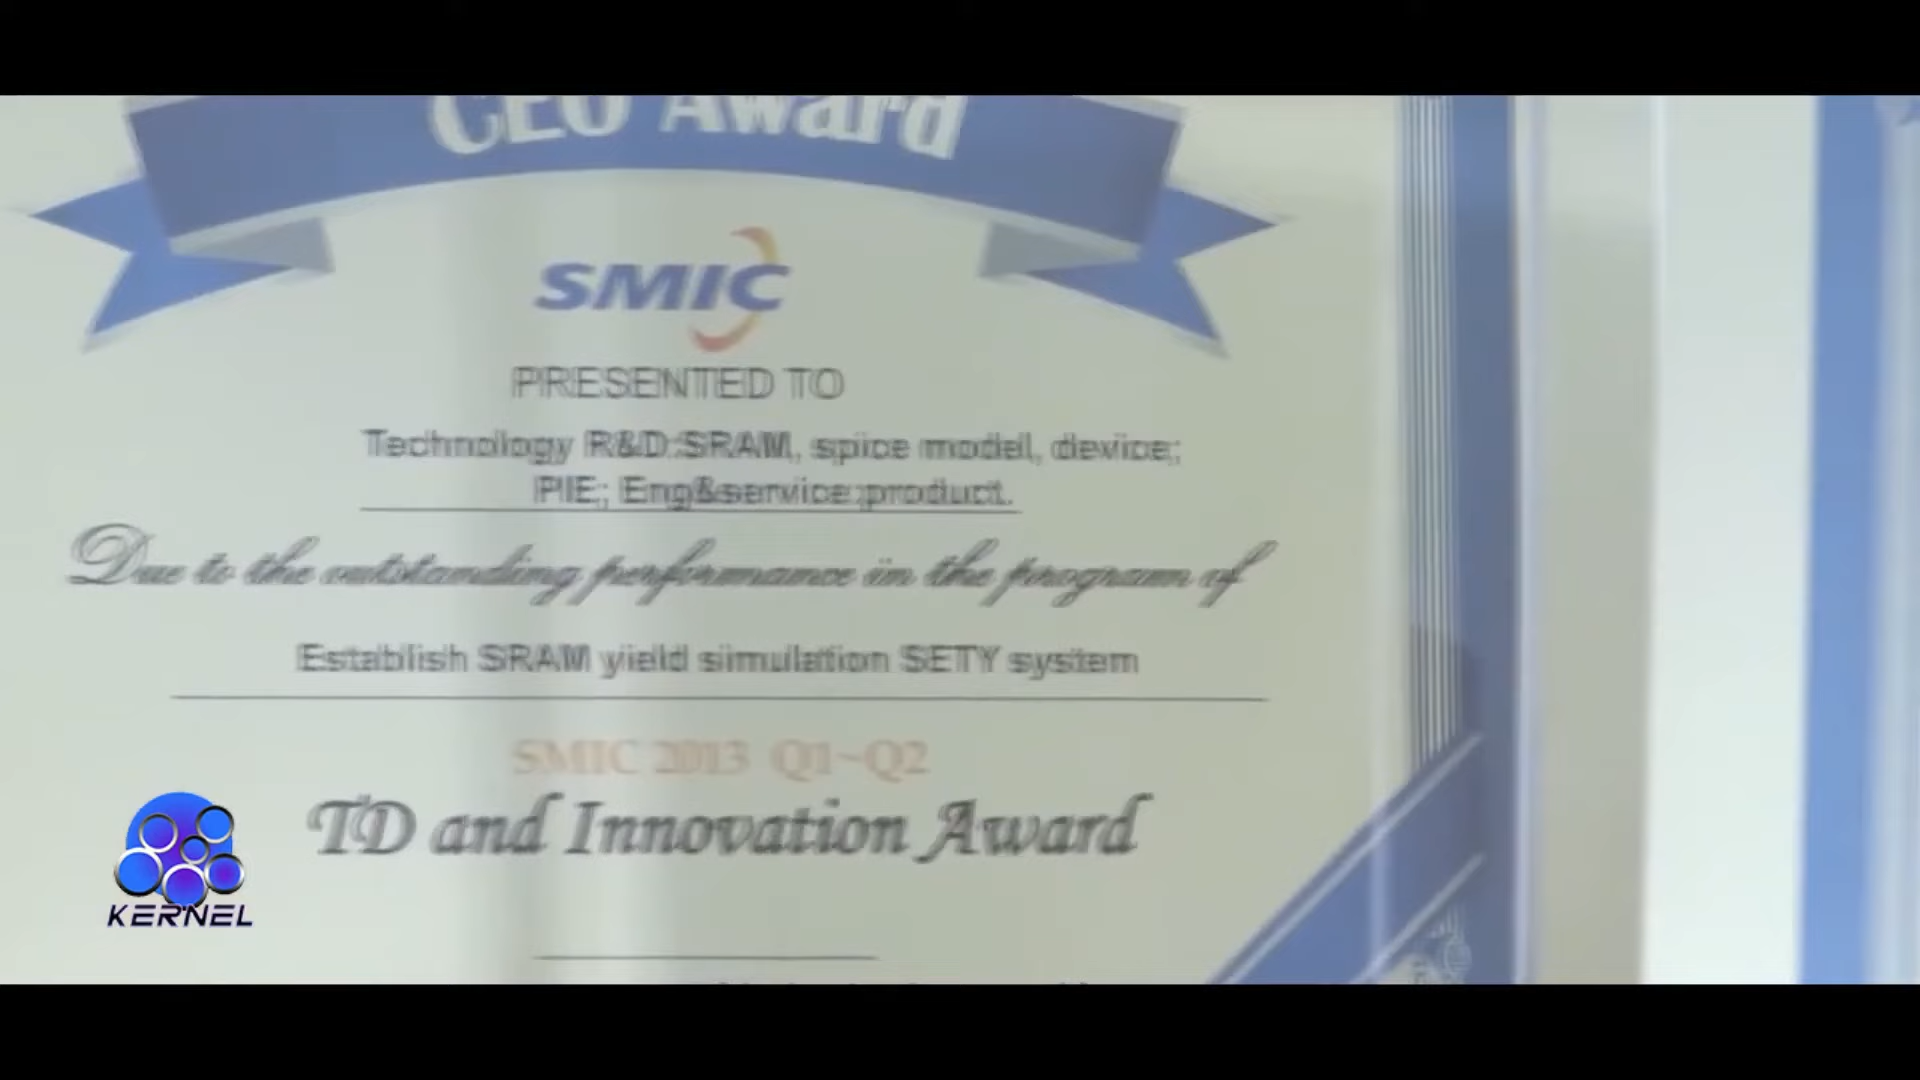 CEO Award
SMIC
PRESENTED TO
Technology R&D:SRAM, spice model, device;
PIE; Eng&service:product.
Due to the outstanding performance in the program of
Establish SRAM yield simulation SETY system
SMIC 2013 Q1~Q2
TD and Innovation Award
KERNEL